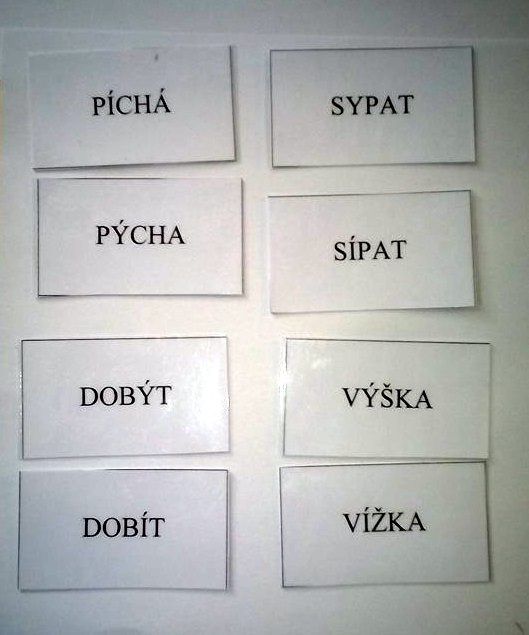 PÍCHÁ
SYPAT
PÝCHA
SÍPAT
DOBÝT
VÝŠKA
DOBÍT
VÍŽKA